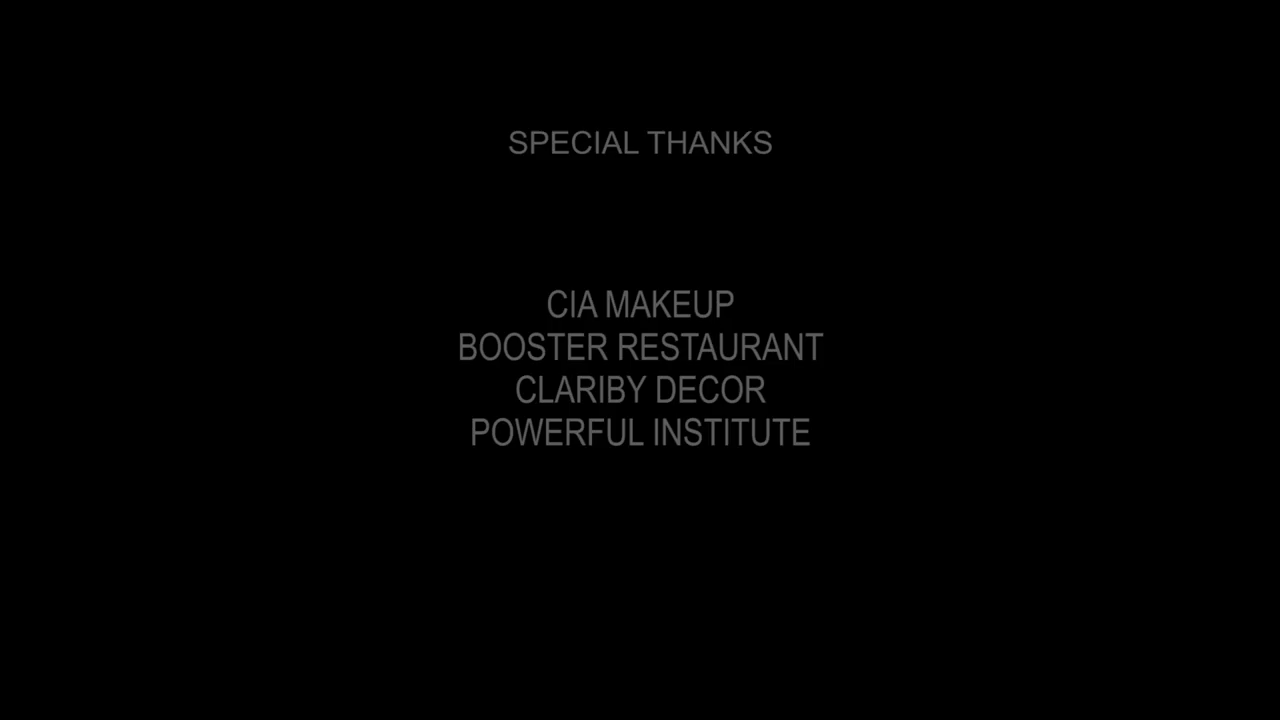 SPECIAL THANKS
CIA MAKEUP
BOOSTER RESTAURANT
CLARIBY DECOR
POWERFUL INSTITUTE